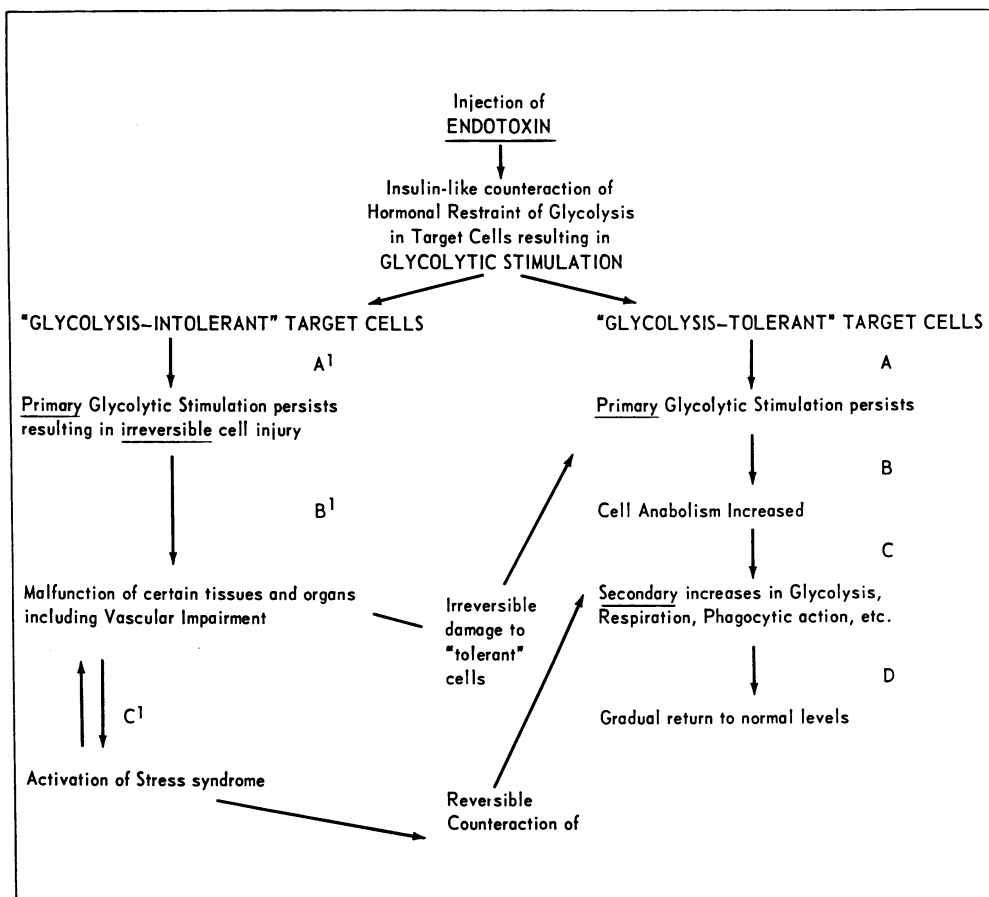 Injection of
ENDOTOXIN
Insulin-like counteraction of
Hormonal Restraint of Glycolysis
in Target Cells resulting in
GLYCOLYTIC STIMULATION
"GLYCOLYSIS-INTOLERANT" TARGET CELLS
A¹
Primary Glycolytic Stimulation persists
resulting in irreversible cell injury
B¹
Malfunction of certain tissues and organs
including Vascular Impairment
C¹
Activation of Stress syndrome
Irreversible
damage to
"tolerant"
cells
Reversible
Counteraction of
"GLYCOLYSIS-TOLERANT" TARGET CELLS
A
Primary Glycolytic Stimulation persists
B
Cell Anabolism Increased
C
Secondary increases in Glycolysis,
Respiration, Phagocytic action, etc.
D
Gradual return to normal levels